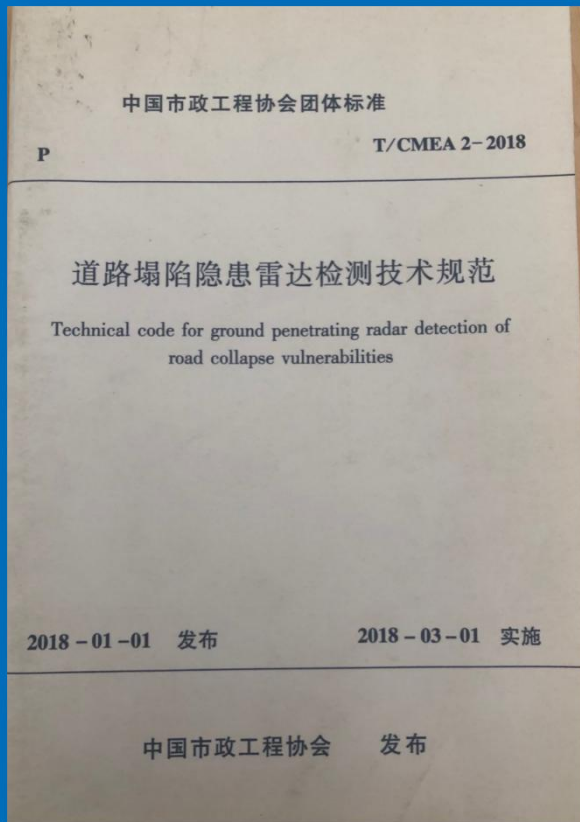 中国市政工程协会团体标准
P
T/CMEA 2-2018
道路塌陷隐患雷达检测技术规范
Technical code for ground penetrating radar detection of
road collapse vulnerabilities
2018-01-01 发布
2018-03-01 实施
中国市政工程协会 发布